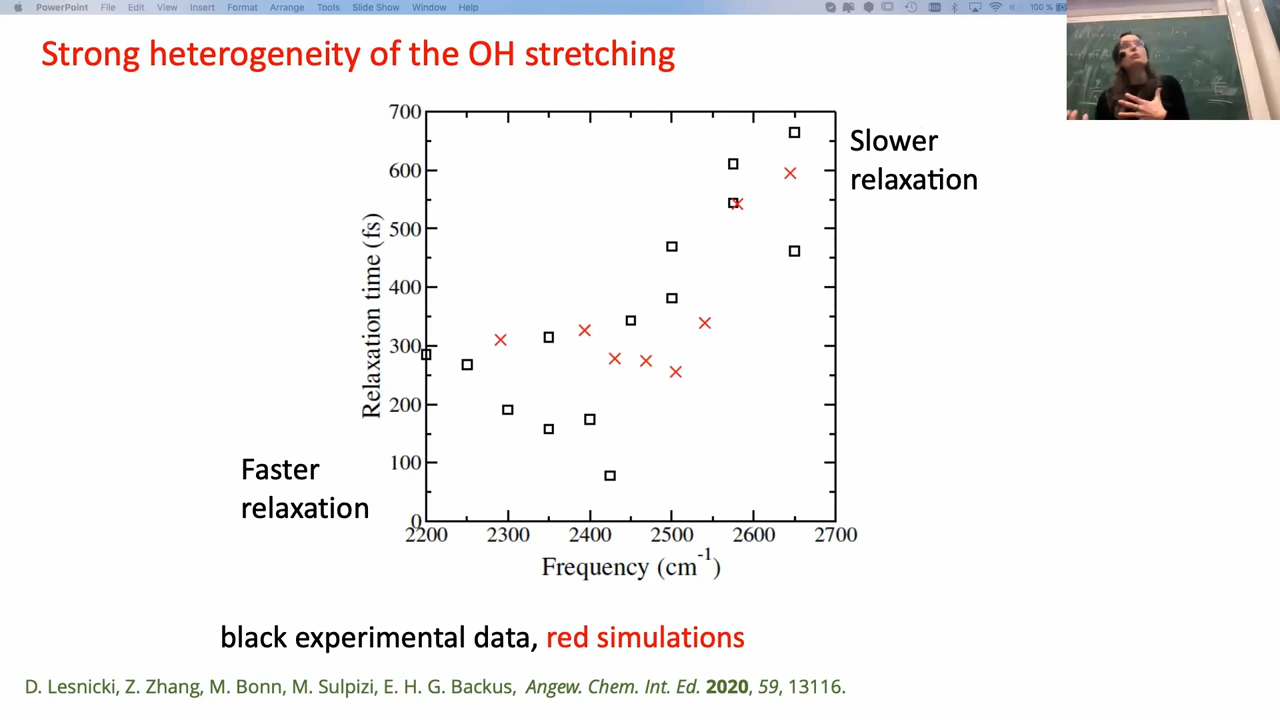 PowerPoint File Edit View Insert Format Arrange Tools Slide Show Window Help 100 %
Strong heterogeneity of the OH stretching
Slower
relaxation
Faster
relaxation
Relaxation time (fs)
700
600
500
400
300
200
100
0
2200 2300 2400 2500 2600 2700
Frequency (cm⁻¹)
black experimental data, red simulations
D. Lesnicki, Z. Zhang, M. Bonn, M. Sulpizi, E. H. G. Backus, Angew. Chem. Int. Ed. 2020, 59, 13116.